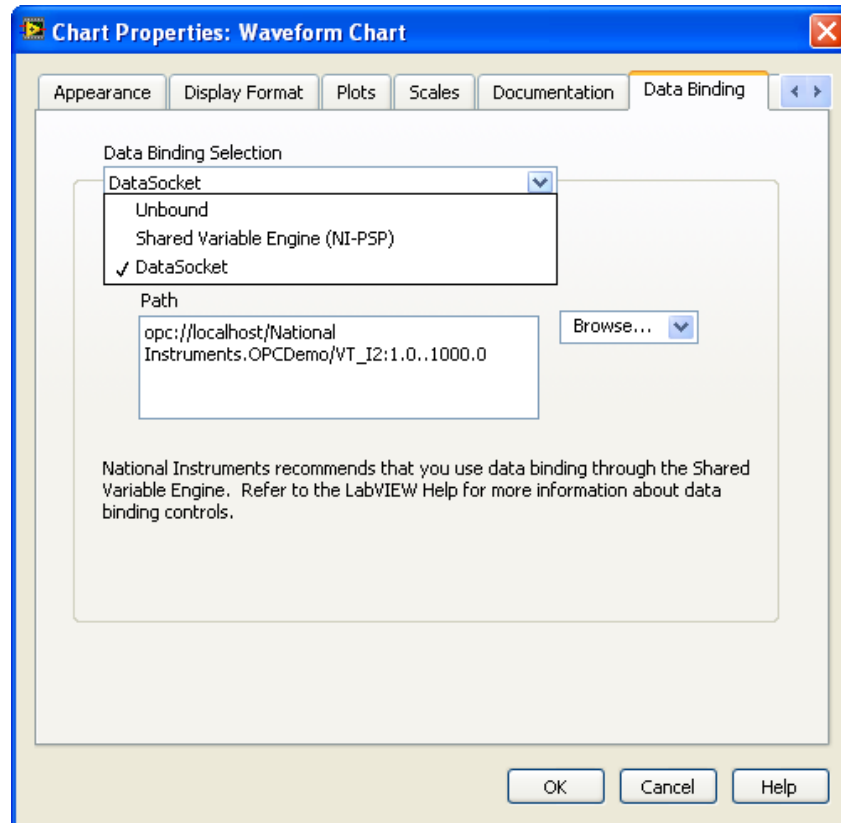 Chart Properties: Waveform Chart
Appearance Display Format Plots Scales Documentation Data Binding
Data Binding Selection
DataSocket
Unbound
Shared Variable Engine (NI-PSP)
✓ DataSocket
Path
opc://localhost/National
Instruments.OPCDemo/VT_I2:1.0..1000.0
Browse...
National Instruments recommends that you use data binding through the Shared
Variable Engine. Refer to the LabVIEW Help for more information about data
binding controls.
OK Cancel Help